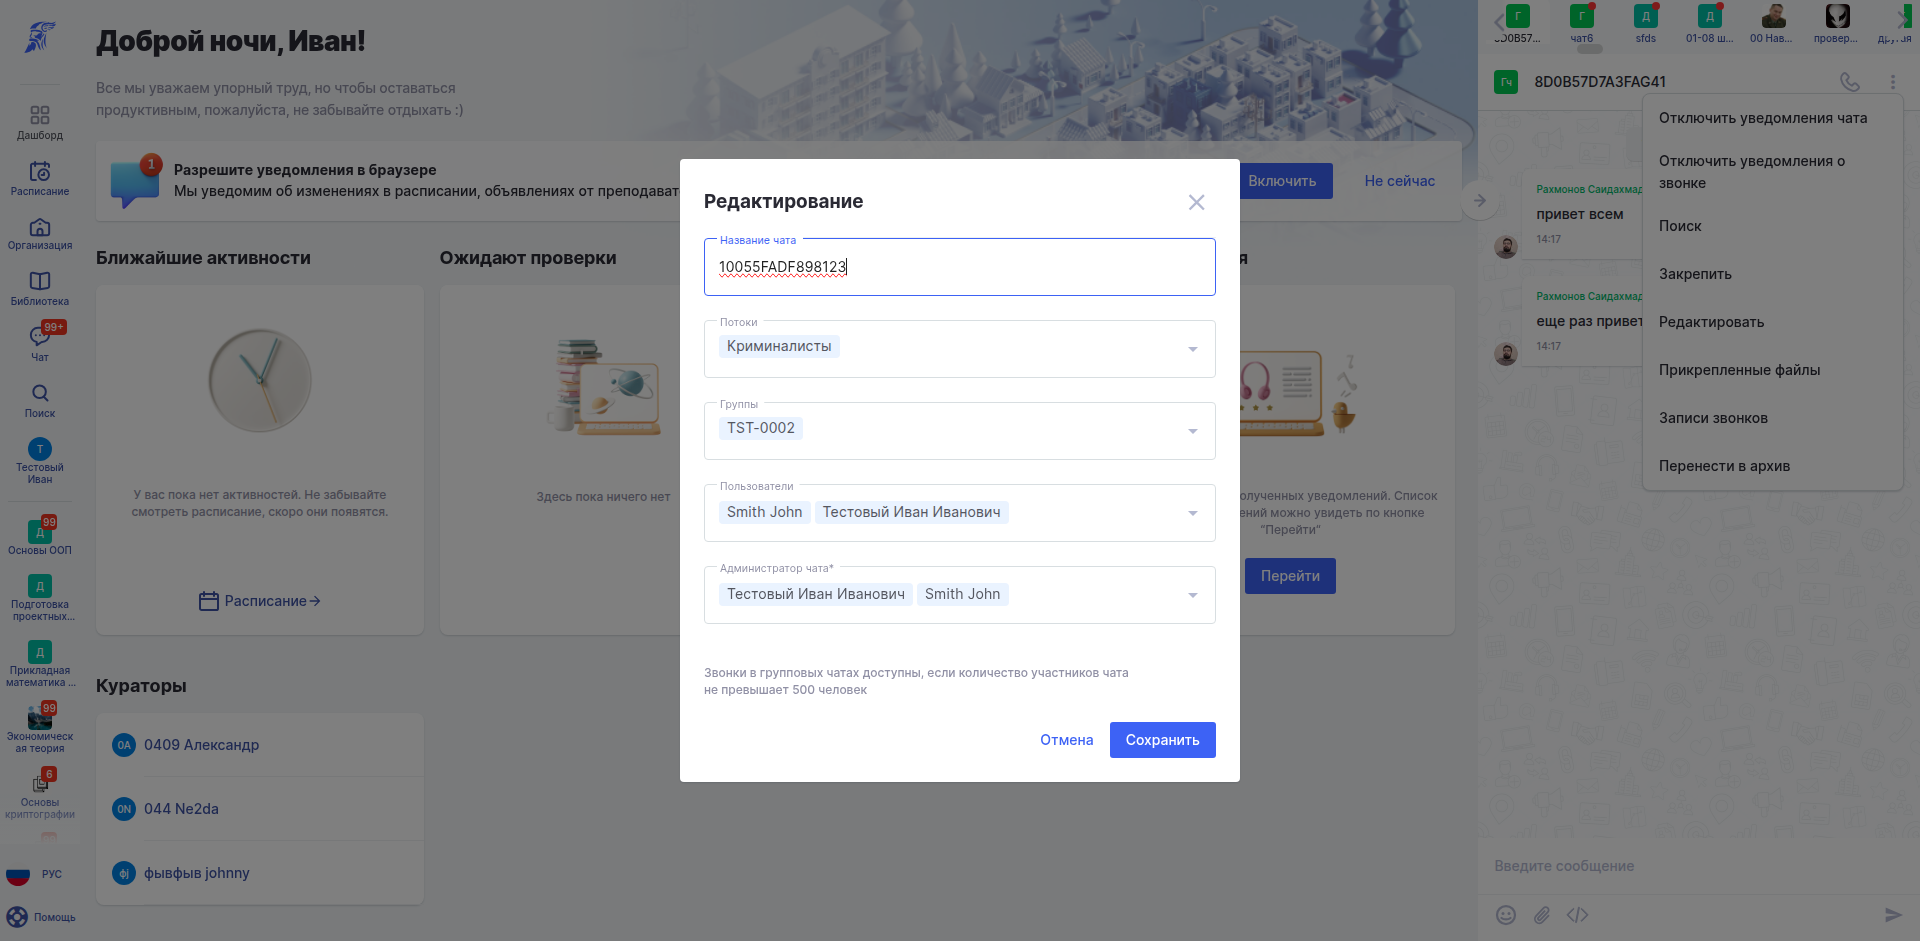 Дашборд
Расписание
Организация
Библиотека
99+
Чат
Поиск
Т
Тестовый
Иван
99
Д
Основы ООП
Д
Подготовка
проектных...
Д
Прикладная
математика ...
99
Экономическ
ая теория
6
Основы
криптографии
РУС
Помощь
Доброй ночи, Иван!
Все мы уважаем упорный труд, но чтобы оставаться
продуктивным, пожалуйста, не забывайте отдыхать :)
1
Разрешите уведомления в браузере
Мы уведомим об изменениях в расписании, объявлениях от преподават
Включить
Не сейчас
Ближайшие активности
У вас пока нет активностей. Не забывайте
смотреть расписание, скоро они появятся.
Расписание
Ожидают проверки
Здесь пока ничего нет
я
олученных уведомлений. Список
ений можно увидеть по кнопке
"Перейти"
Перейти
Кураторы
0A
0409 Александр
0N
044 Ne2da
фj
фывфыв johnny
Редактирование
Название чата
10055FADF898123
Потоки
Криминалисты
Группы
TST-0002
Пользователи
Smith John
Тестовый Иван Иванович
Администратор чата*
Тестовый Иван Иванович
Smith John
Звонки в групповых чатах доступны, если количество участников чата
не превышает 500 человек
Отмена
Сохранить
Г
Г
Д
Д
8D0B57...
чат6
sfds
01-08 ш...
00 Нав...
провер...
другая
Гч
8D0B57D7A3FAG41
Рахмонов Саидахмад
привет всем
14:17
Рахмонов Саидахмад
еще раз привет
14:17
Отключить уведомления чата
Отключить уведомления о
звонке
Поиск
Закрепить
Редактировать
Прикрепленные файлы
Записи звонков
Перенести в архив
Введите сообщение